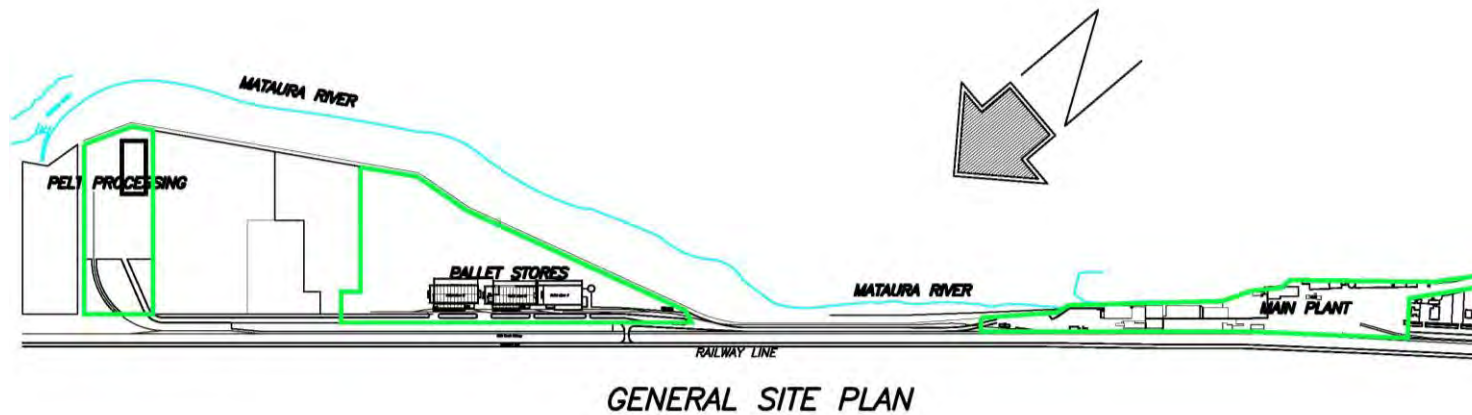 MATAURA RIVER
PELT PROCESSING
PALLET STORES
MATAURA RIVER
MAIN PLANT
RAILWAY LINE
GENERAL SITE PLAN